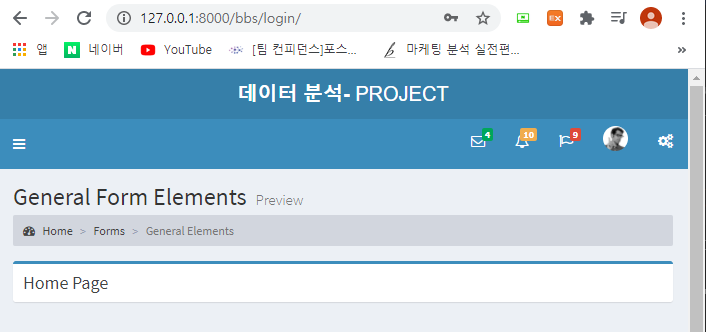 127.0.0.1:8000/bbs/login/
앱 네이버 YouTube [팀 컨피던스]포스... 마케팅 분석 실전편... »
데이터 분석- PROJECT
4 10 9
General Form Elements Preview
Home > Forms > General Elements
Home Page